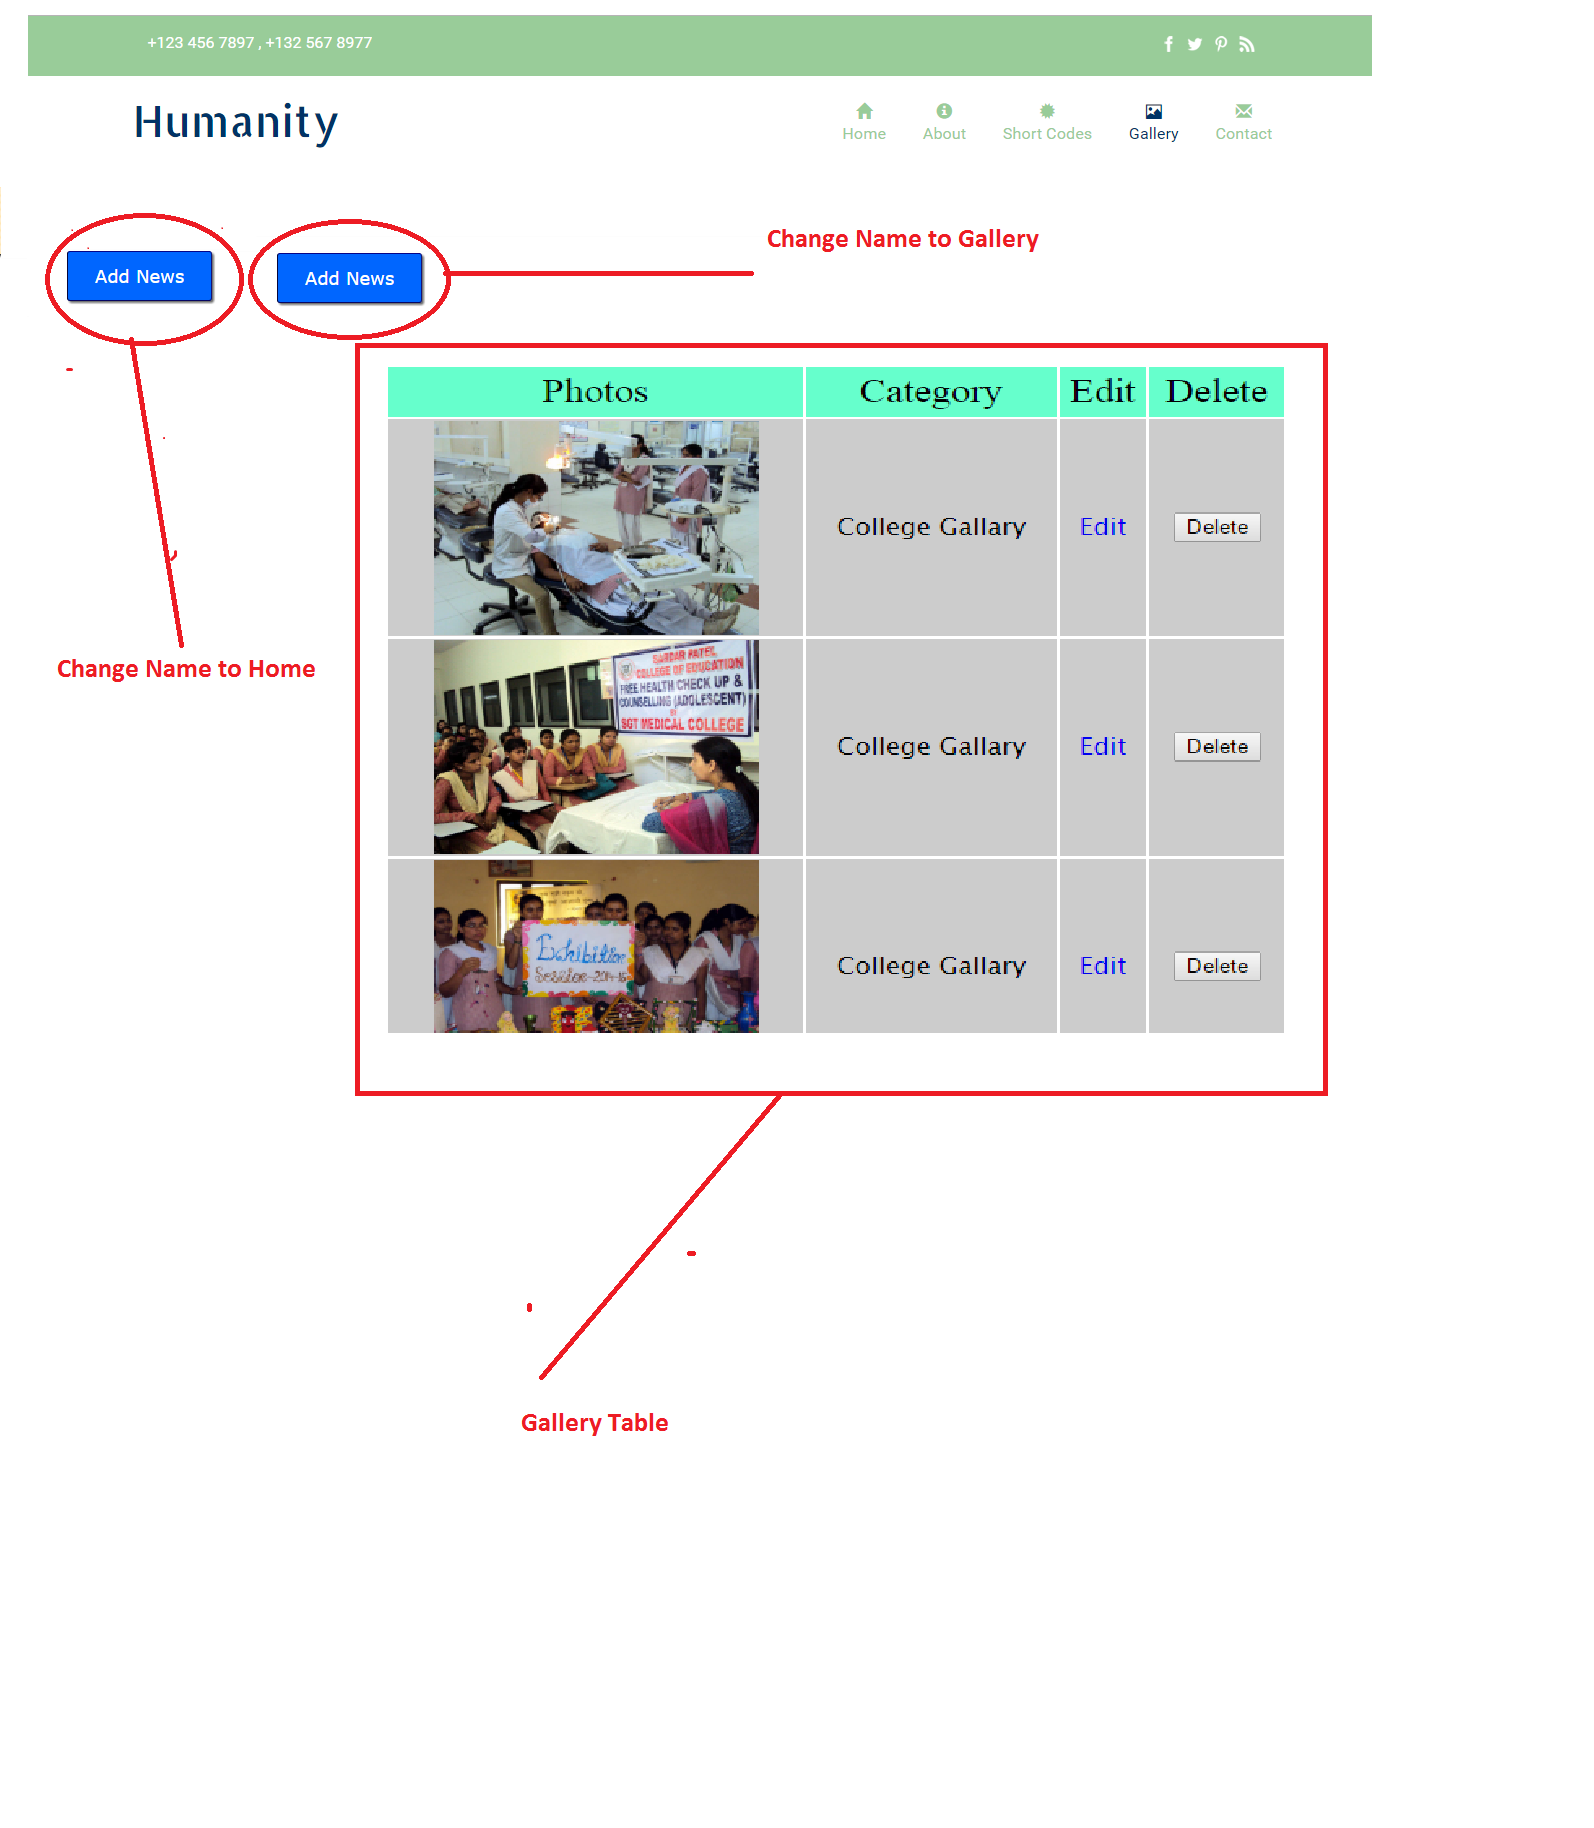 +123 456 7897 , +132 567 8977
Humanity
Home
About
Short Codes
Gallery
Contact
Change Name to Gallery
Add News
Add News
Photos
Category
Edit
Delete
College Gallary
Edit
Delete
Change Name to Home
SARDAR PATEL
COLLEGE OF EDUCATION
FREE HEALTH CHECK UP &
COUNSELLING (ADOLESCENT)
SGT MEDICAL COLLEGE
College Gallary
Edit
Delete
Exhibition
College Gallary
Edit
Delete
Gallery Table